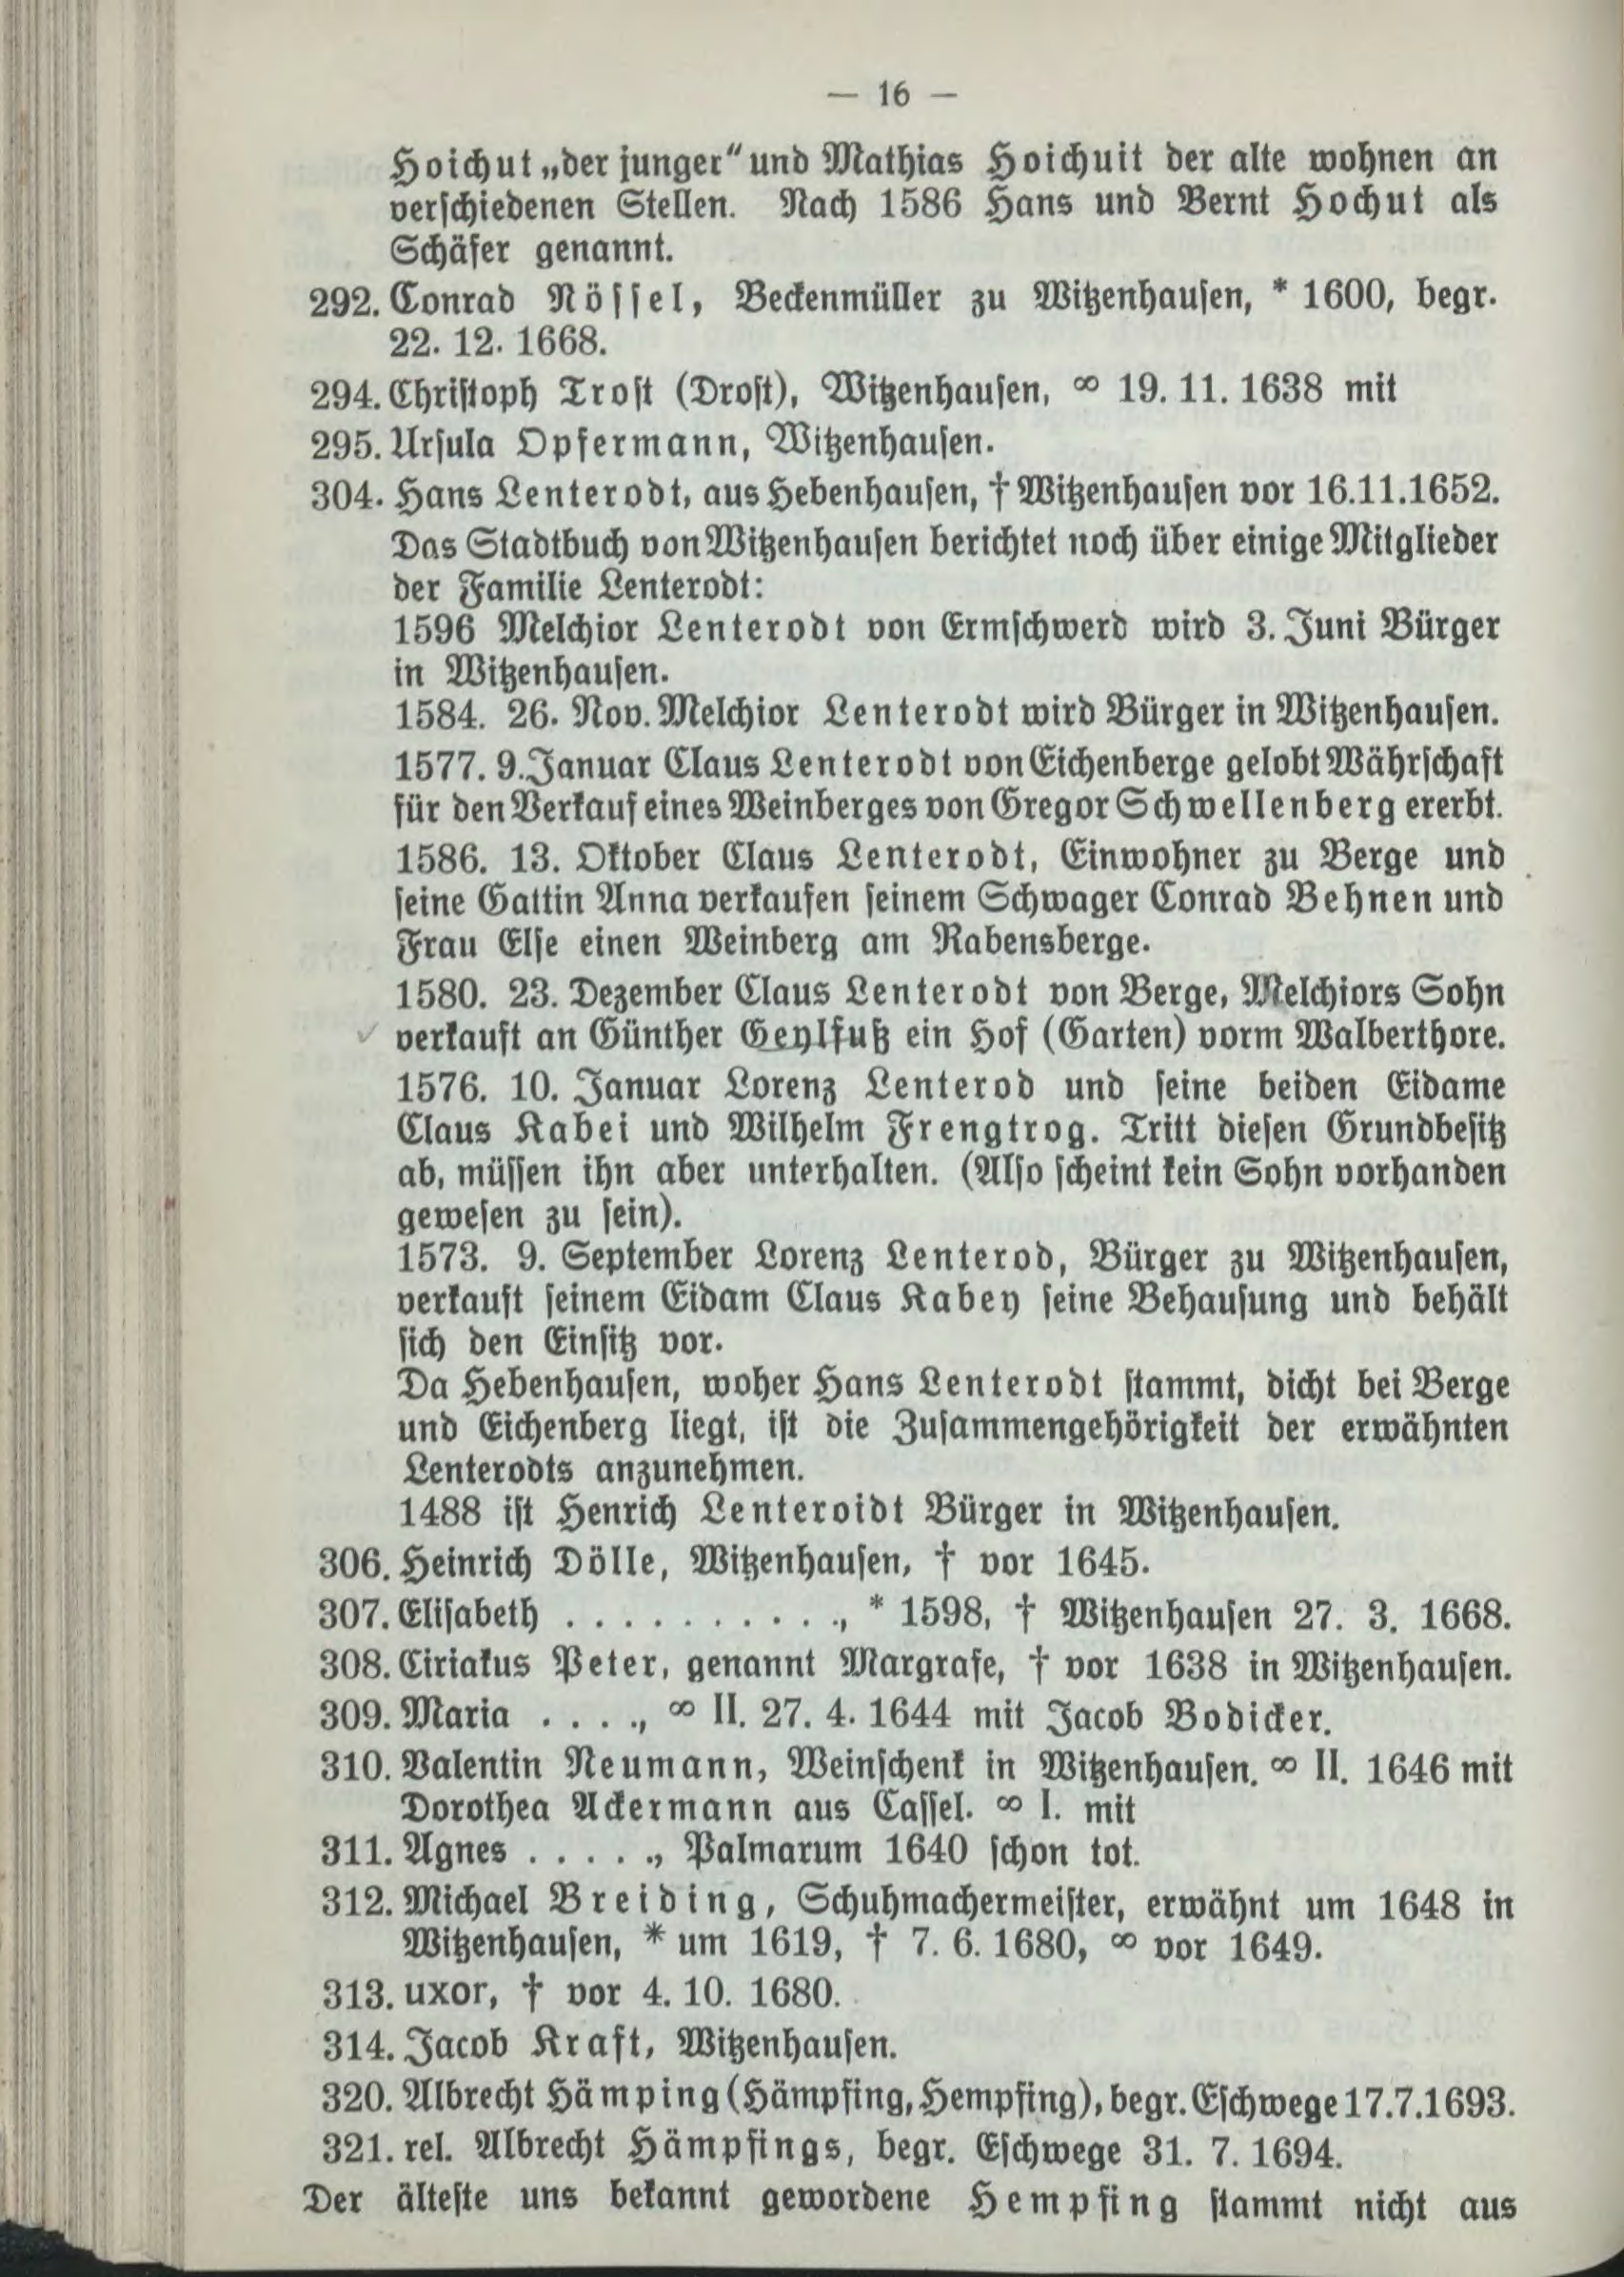 — 16 —
Hoichut „der junger“ und Mathias Hoichuit der alte wohnen an
verschiedenen Stellen. Nach 1586 Hans und Bernt Hochut als
Schäfer genannt.
292. Conrad Nössel, Beckenmüller zu Witzenhausen, * 1600, begr.
22. 12. 1668.
294. Christoph Trost (Drost), Witzenhausen, ∞ 19. 11. 1638 mit
295. Ursula Opfermann, Witzenhausen.
304. Hans Lenterodt, aus Hebenhausen, † Witzenhausen vor 16.11.1652.
Das Stadtbuch von Witzenhausen berichtet noch über einige Mitglieder
der Familie Lenterodt:
1596 Melchior Lenterodt von Ermschwerd wird 3. Juni Bürger
in Witzenhausen.
1584. 26. Nov. Melchior Lenterodt wird Bürger in Witzenhausen.
1577. 9. Januar Claus Lenterodt von Eichenberge gelobt Währschaft
für den Verkauf eines Weinberges von Gregor Schwellenberg ererbt.
1586. 13. Oktober Claus Lenterodt, Einwohner zu Berge und
seine Gattin Anna verkaufen seinem Schwager Conrad Behnen und
Frau Else einen Weinberg am Rabensberge.
1580. 23. Dezember Claus Lenterodt von Berge, Melchiors Sohn
verkauft an Günther Geylfuß ein Hof (Garten) vorm Walberthore.
1576. 10. Januar Lorenz Lenterod und seine beiden Eidame
Claus Kabei und Wilhelm Frengtrog. Tritt diesen Grundbesitz
ab, müssen ihn aber unterhalten. (Also scheint kein Sohn vorhanden
gewesen zu sein).
1573. 9. September Lorenz Lenterod, Bürger zu Witzenhausen,
verkauft seinem Eidam Claus Kabey seine Behausung und behält
sich den Einsitz vor.
Da Hebenhausen, woher Hans Lenterodt stammt, dicht bei Berge
und Eichenberg liegt, ist die Zusammengehörigkeit der erwähnten
Lenterodts anzunehmen.
1488 ist Henrich Lenteroidt Bürger in Witzenhausen.
306. Heinrich Dölle, Witzenhausen, † vor 1645.
307. Elisabeth . . . . . . . . . ., * 1598, † Witzenhausen 27. 3. 1668.
308. Ciriakus Peter, genannt Margrafe, † vor 1638 in Witzenhausen.
309. Maria . . . ., ∞ II. 27. 4. 1644 mit Jacob Bodicker.
310. Valentin Neumann, Weinschenk in Witzenhausen. ∞ II. 1646 mit
Dorothea Ackermann aus Cassel. ∞ I. mit
311. Agnes . . . . ., Palmarum 1640 schon tot.
312. Michael Breiding, Schuhmachermeister, erwähnt um 1648 in
Witzenhausen, * um 1619, † 7. 6. 1680, ∞ vor 1649.
313. uxor, † vor 4. 10. 1680.
314. Jacob Kraft, Witzenhausen.
320. Albrecht Hämping (Hämpfing, Hempfing), begr. Eschwege 17.7.1693.
321. rel. Albrecht Hämpfings, begr. Eschwege 31. 7. 1694.
Der älteste uns bekannt gewordene Hempfing stammt nicht aus